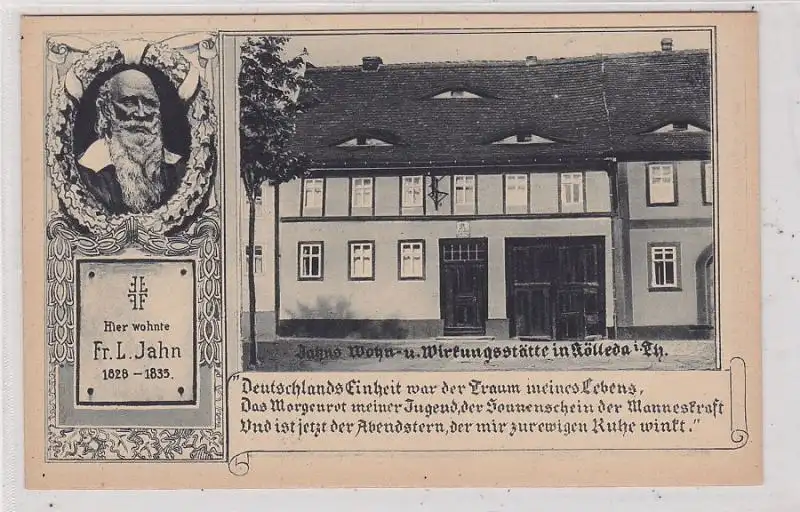 Hier wohnte
Fr. L. Jahn
1828 – 1835.
Jahns Wohn- u. Wirkungsstätte in Kölleda i. Th.
"Deutschlands Einheit war der Traum meines Lebens,
Das Morgenrot meiner Jugend, der Sonnenschein der Manneskraft
Und ist jetzt der Abendstern, der mir zur ewigen Ruhe winkt."